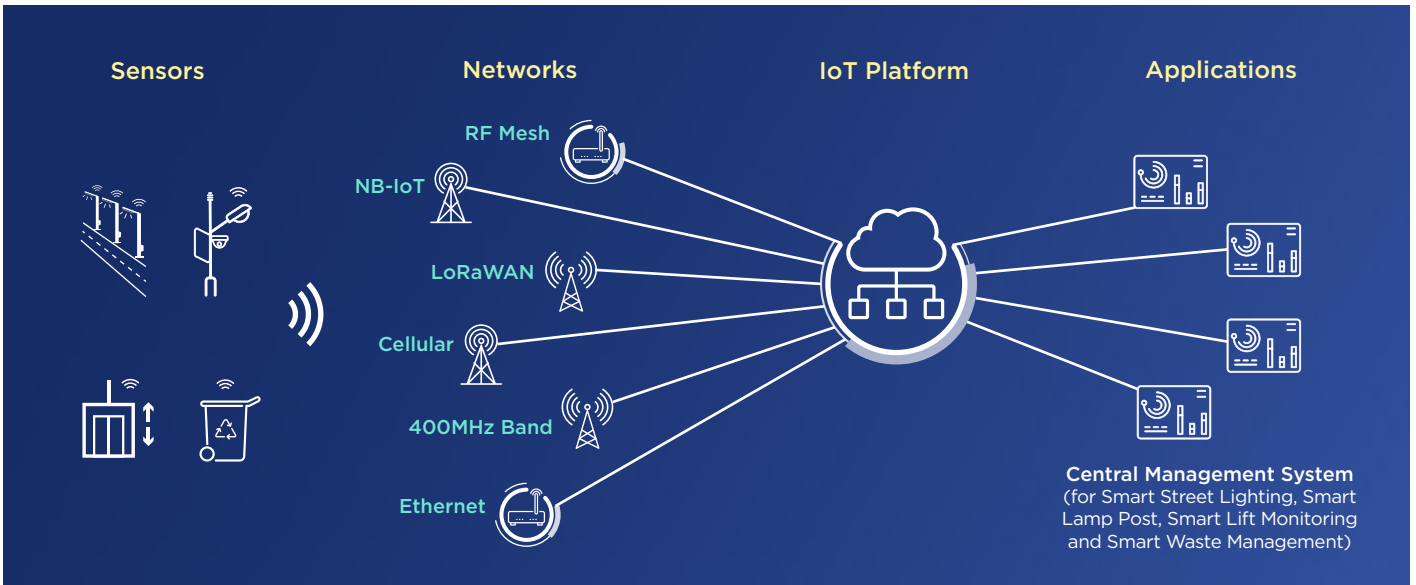 Sensors
Networks
IoT Platform
Applications
RF Mesh
NB-IoT
LoRaWAN
Cellular
400MHz Band
Ethernet
Central Management System
(for Smart Street Lighting, Smart
Lamp Post, Smart Lift Monitoring
and Smart Waste Management)